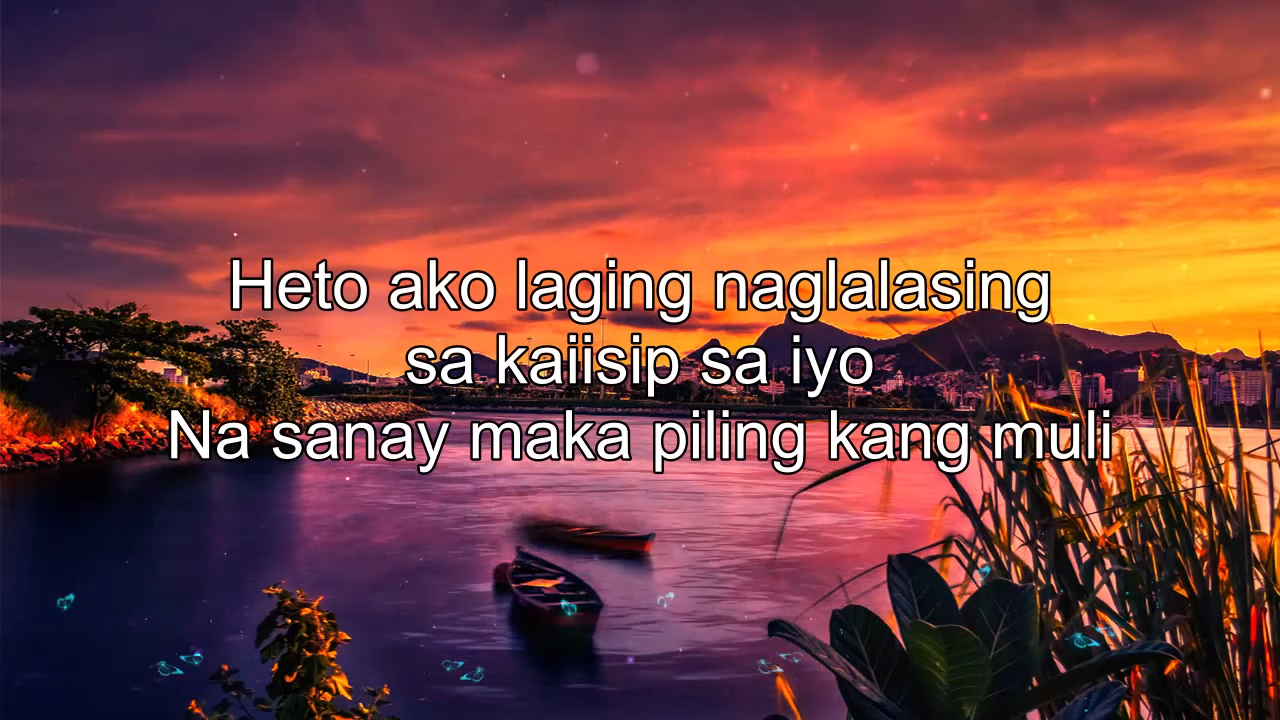 Heto ako laging naglalasing
sa kaiisip sa iyo
Na sanay maka piling kang muli